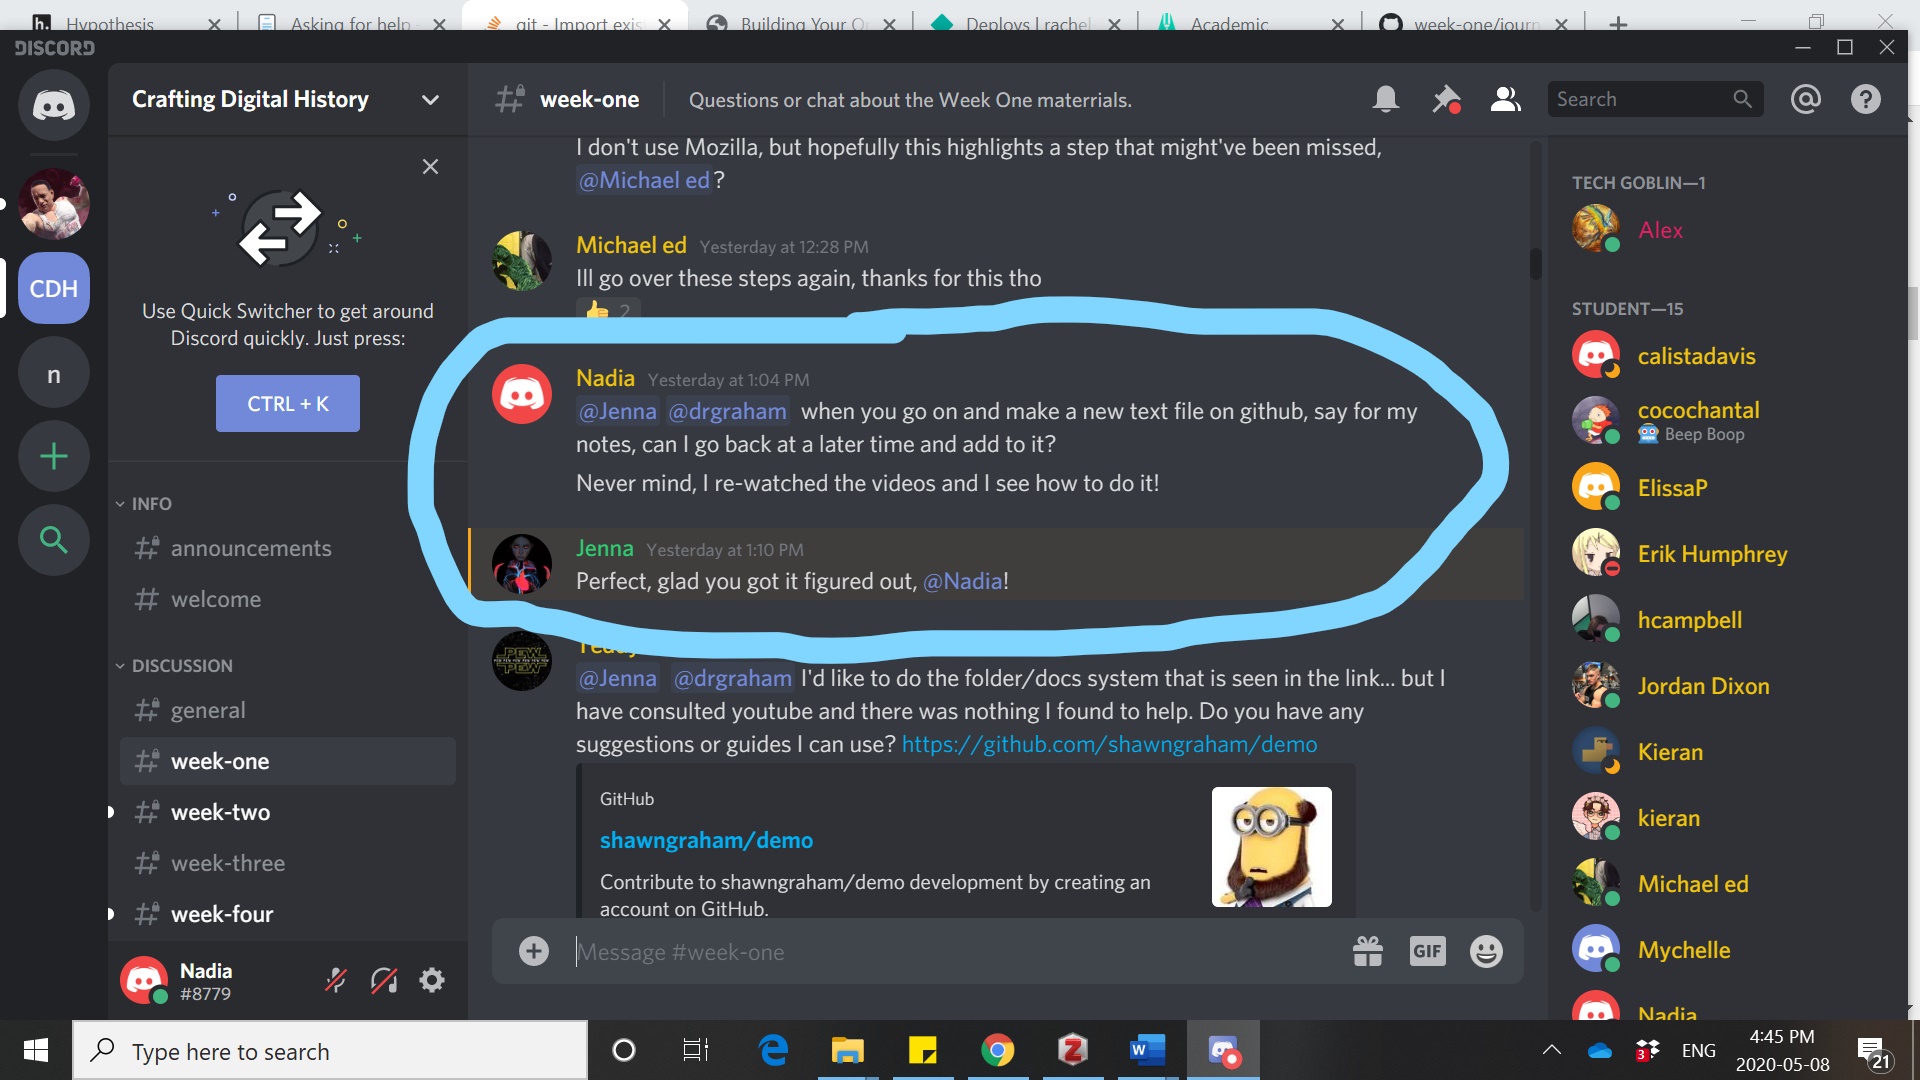 Hypothesis
Asking for help
git - Import exis
Building Your O
Deploys | rachel
Academic
week-one/journ
DISCORD
Crafting Digital History
week-one
Questions or chat about the Week One materrials.
Search
Use Quick Switcher to get around
Discord quickly. Just press:
CTRL + K
CDH
n
INFO
announcements
welcome
DISCUSSION
general
week-one
week-two
week-three
week-four
Nadia
#8779
I don't use Mozilla, but hopefully this highlights a step that might've been missed,
@Michael ed?
Michael ed Yesterday at 12:28 PM
Ill go over these steps again, thanks for this tho
2
Nadia Yesterday at 1:04 PM
@Jenna @drgraham when you go on and make a new text file on github, say for my
notes, can I go back at a later time and add to it?
Never mind, I re-watched the videos and I see how to do it!
Jenna Yesterday at 1:10 PM
Perfect, glad you got it figured out, @Nadia!
PEW
PEW
@Jenna @drgraham I'd like to do the folder/docs system that is seen in the link... but I
have consulted youtube and there was nothing I found to help. Do you have any
suggestions or guides I can use? https://github.com/shawngraham/demo
GitHub
shawngraham/demo
Contribute to shawngraham/demo development by creating an
account on GitHub.
Message #week-one
GIF
TECH GOBLIN—1
Alex
STUDENT—15
calistadavis
cocochantal
Beep Boop
ElissaP
Erik Humphrey
hcampbell
Jordan Dixon
Kieran
kieran
Michael ed
Mychelle
Nadia
Type here to search
3
ENG
4:45 PM
2020-05-08
21